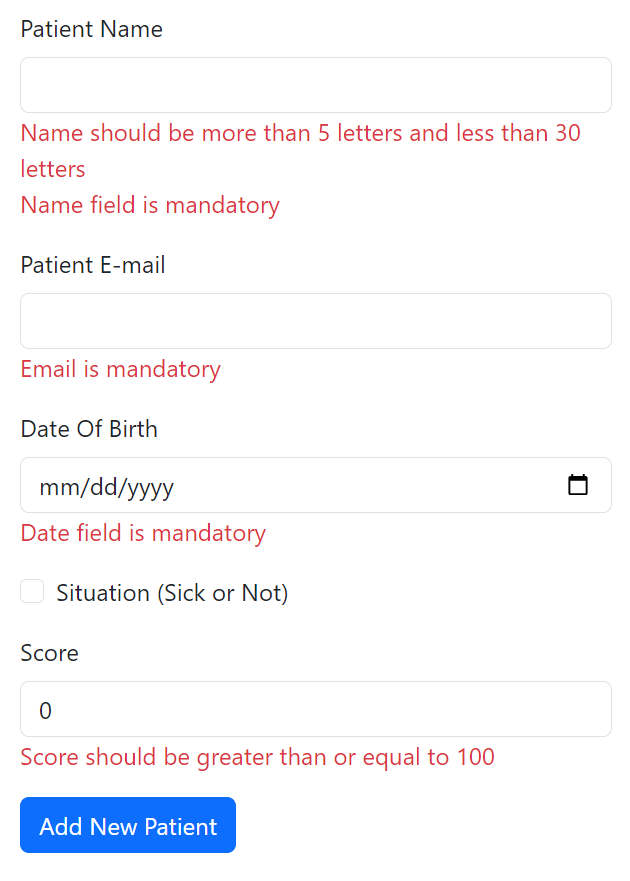 Patient Name
Name should be more than 5 letters and less than 30
letters
Name field is mandatory
Patient E-mail
Email is mandatory
Date Of Birth
mm/dd/yyyy
Date field is mandatory
Situation (Sick or Not)
Score
0
Score should be greater than or equal to 100
Add New Patient